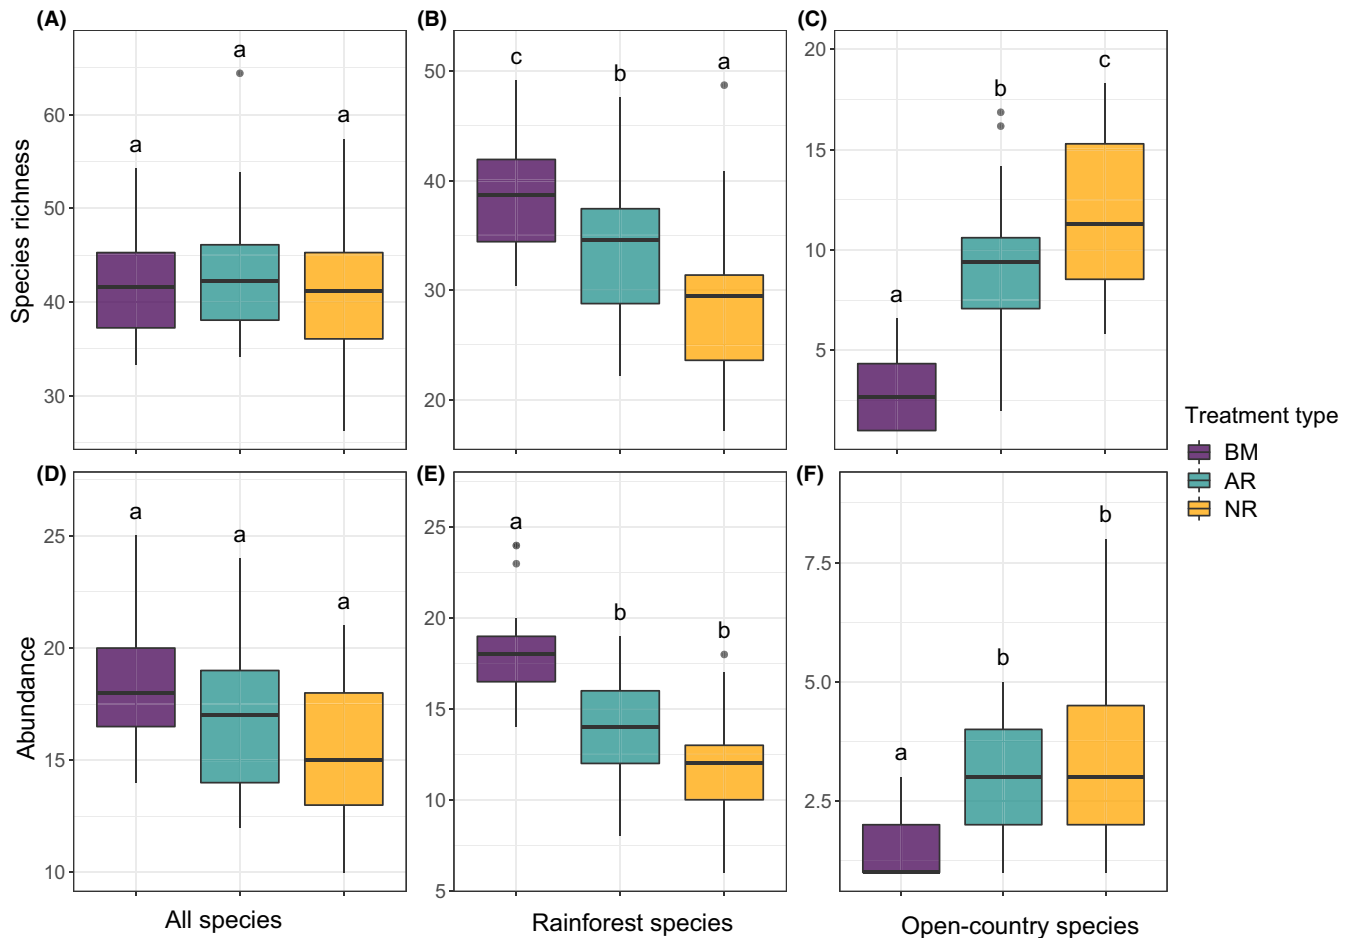 (A)
(B)
(C)
Species richness
60
50
40
30
a
a
a
50
40
30
20
c
b
a
20
15
10
5
a
b
c
Treatment type
BM
AR
NR
(D)
(E)
(F)
Abundance
25
20
15
10
a
a
a
25
20
15
10
5
a
b
b
7.5
5.0
2.5
a
b
b
All species
Rainforest species
Open-country species